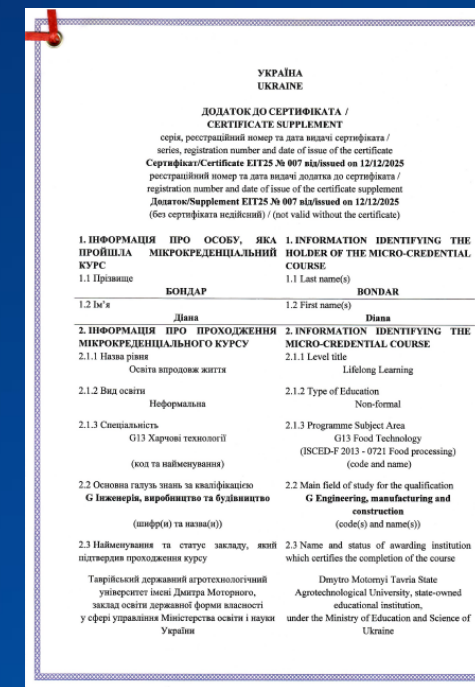 УКРАЇНА
UKRAINE
ДОДАТОК ДО СЕРТИФІКАТА /
CERTIFICATE SUPPLEMENT
серія, реєстраційний номер та дата видачі сертифіката /
series, registration number and date of issue of the certificate
Сертифікат/Certificate EIT25 № 007 від/issued on 12/12/2025
реєстраційний номер та дата видачі додатка до сертифіката /
registration number and date of issue of the certificate supplement
Додаток/Supplement EIT25 № 007 від/issued on 12/12/2025
(без сертифіката недійсний) / (not valid without the certificate)
1. ІНФОРМАЦІЯ ПРО ОСОБУ, ЯКА
ПРОЙШЛА МІКРОКРЕДЕНЦІАЛЬНИЙ
КУРС
1.1 Прізвище
БОНДАР
1.2 Ім'я
Діана
2. ІНФОРМАЦІЯ ПРО ПРОХОДЖЕННЯ
МІКРОКРЕДЕНЦІАЛЬНОГО КУРСУ
2.1.1 Назва рівня
Освіта впродовж життя
2.1.2 Вид освіти
Неформальна
2.1.3 Спеціальність
G13 Харчові технології
(код та найменування)
2.2 Основна галузь знань за кваліфікацією
G Інженерія, виробництво та будівництво
(шифр(и) та назва(и))
2.3 Найменування та статус закладу, який
підтвердив проходження курсу
Таврійський державний агротехнологічний
університет імені Дмитра Моторного,
заклад освіти державної форми власності
у сфері управління Міністерства освіти і науки
України
1. INFORMATION IDENTIFYING THE
HOLDER OF THE MICRO-CREDENTIAL
COURSE
1.1 Last name(s)
BONDAR
1.2 First name(s)
Diana
2. INFORMATION IDENTIFYING THE
MICRO-CREDENTIAL COURSE
2.1.1 Level title
Lifelong Learning
2.1.2 Type of Education
Non-formal
2.1.3 Programme Subject Area
G13 Food Technology
(ISCED-F 2013 - 0721 Food processing)
(code and name)
2.2 Main field of study for the qualification
G Engineering, manufacturing and
construction
(code(s) and name(s))
2.3 Name and status of awarding institution
which certifies the completion of the course
Dmytro Motornyi Tavria State
Agrotechnological University, state-owned
educational institution,
under the Ministry of Education and Science of
Ukraine